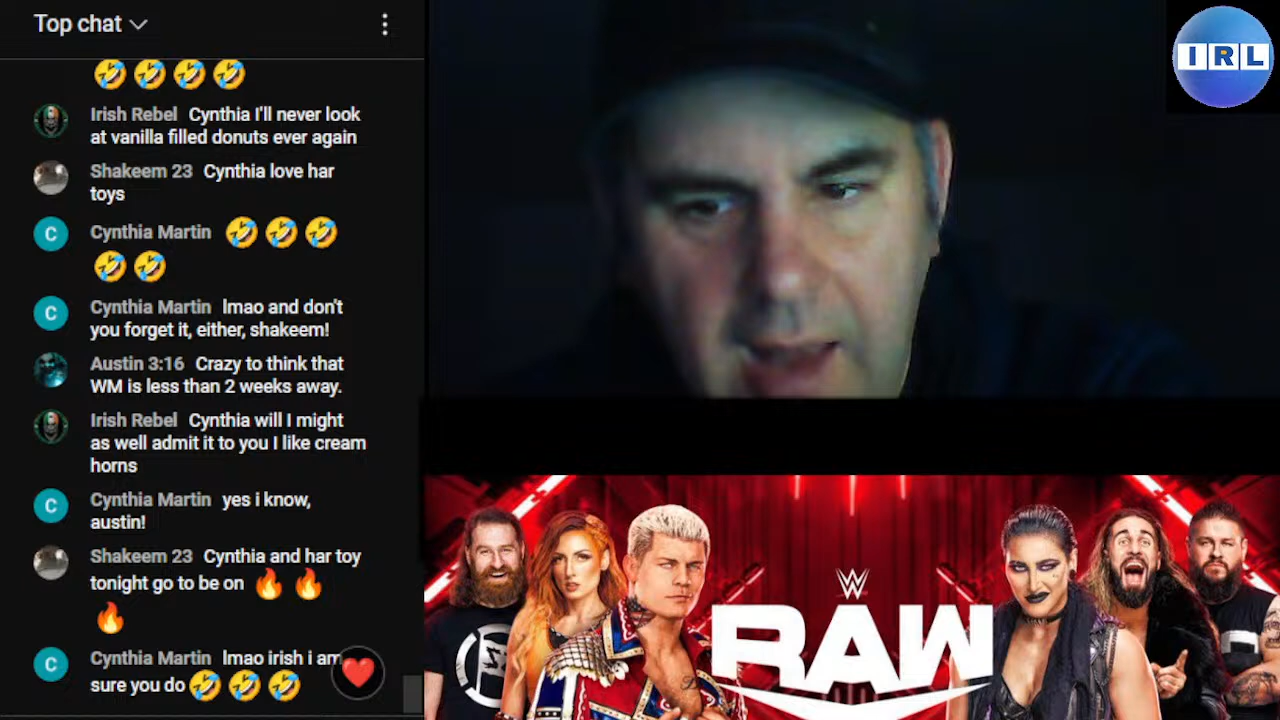 Top chat
Irish Rebel Cynthia I'll never look
at vanilla filled donuts ever again
Shakeem 23 Cynthia love har
toys
C
Cynthia Martin
C
Cynthia Martin lmao and don't
you forget it, either, shakeem!
Austin 3:16 Crazy to think that
WM is less than 2 weeks away.
Irish Rebel Cynthia will I might
as well admit it to you I like cream
horns
C
Cynthia Martin yes i know,
austin!
Shakeem 23 Cynthia and har toy
tonight go to be on
C
Cynthia Martin lmao irish i am
sure you do
IRL
W
RAW